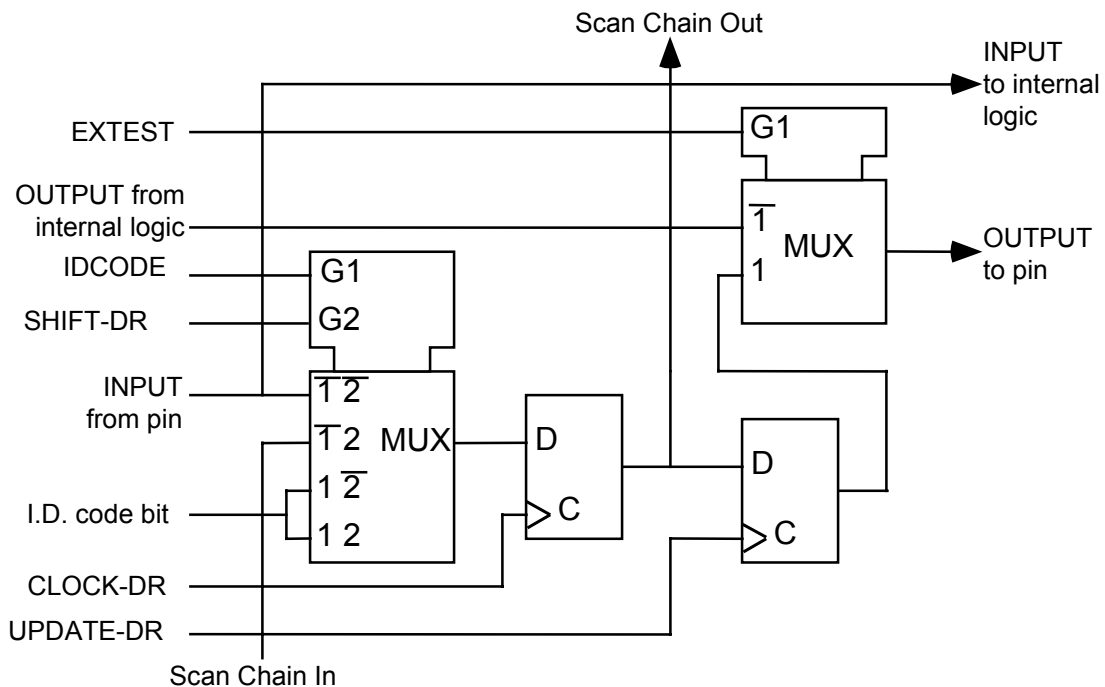 Scan Chain Out
INPUT
to internal
logic
EXTEST
G1
OUTPUT from
internal logic
1̅
MUX
1
OUTPUT
to pin
IDCODE
G1
SHIFT-DR
G2
INPUT
from pin
1̅ 2̅
1̅ 2
MUX
D
C
1 2̅
1 2
D
C
I.D. code bit
CLOCK-DR
UPDATE-DR
Scan Chain In